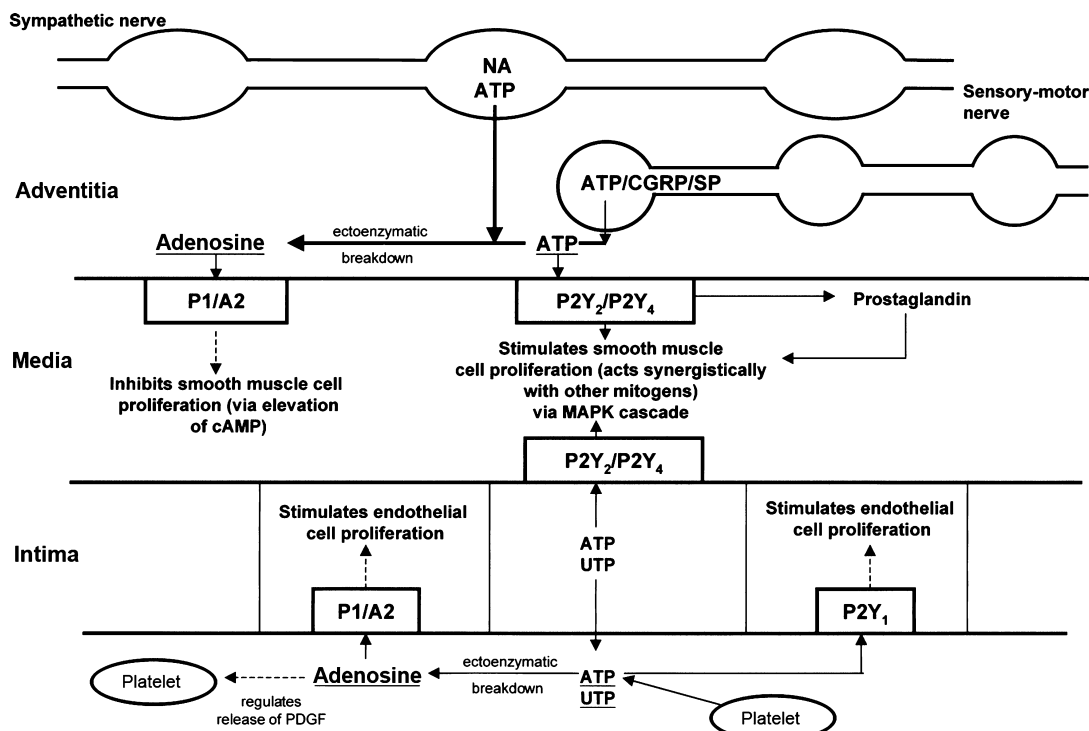 Sympathetic nerve
NA
ATP
Sensory-motor
nerve
Adventitia
ATP/CGRP/SP
Adenosine
ectoenzymatic
breakdown
ATP
P1/A2
P2Y₂/P2Y₄
Prostaglandin
Media
Stimulates smooth muscle
cell proliferation (acts synergistically
with other mitogens)
via MAPK cascade
Inhibits smooth muscle cell
proliferation (via elevation
of cAMP)
P2Y₂/P2Y₄
Intima
Stimulates endothelial
cell proliferation
ATP
UTP
Stimulates endothelial
cell proliferation
P1/A2
P2Y₁
Platelet
regulates
release of PDGF
Adenosine
ectoenzymatic
breakdown
ATP
UTP
Platelet